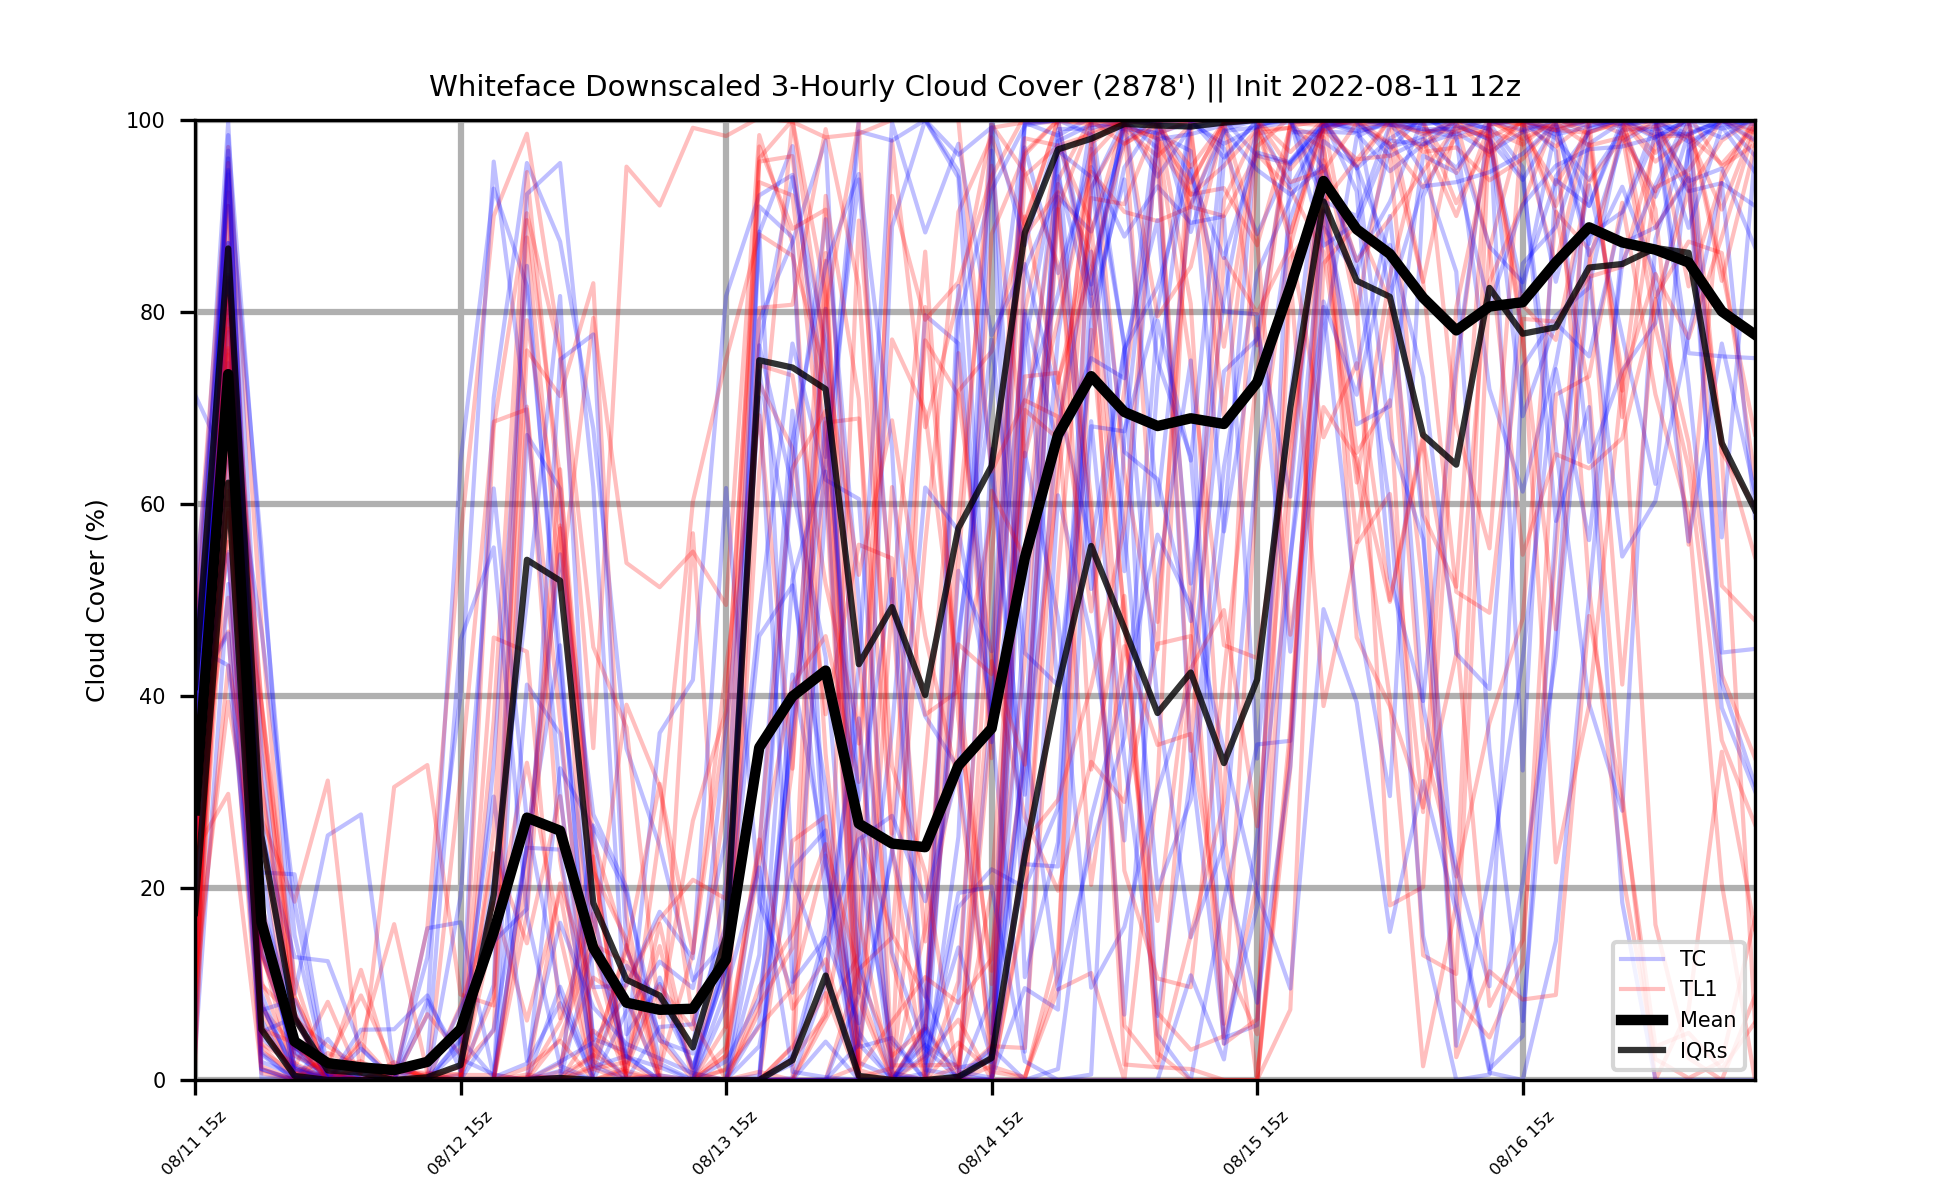 Whiteface Downscaled 3-Hourly Cloud Cover (2878') || Init 2022-08-11 12z
Cloud Cover (%)
100
80
60
40
20
0
08/11 15z
08/12 15z
08/13 15z
08/14 15z
08/15 15z
08/16 15z
TC
TL1
Mean
IQRs